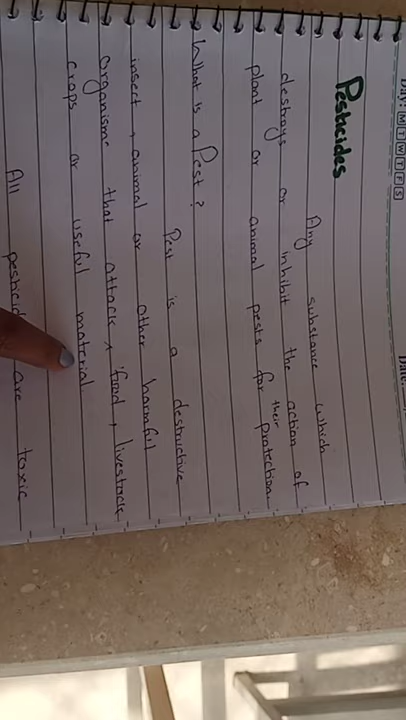 Day: M T W T F S
Date:
Pesticides
Any substance which
destroys or inhibit the action of
plant or animal pests for their protection.
What is a Pest?
Pest is a destructive
insect, animal or other harmful
organisms that attack, food, livestock
crops or useful material
All are toxic